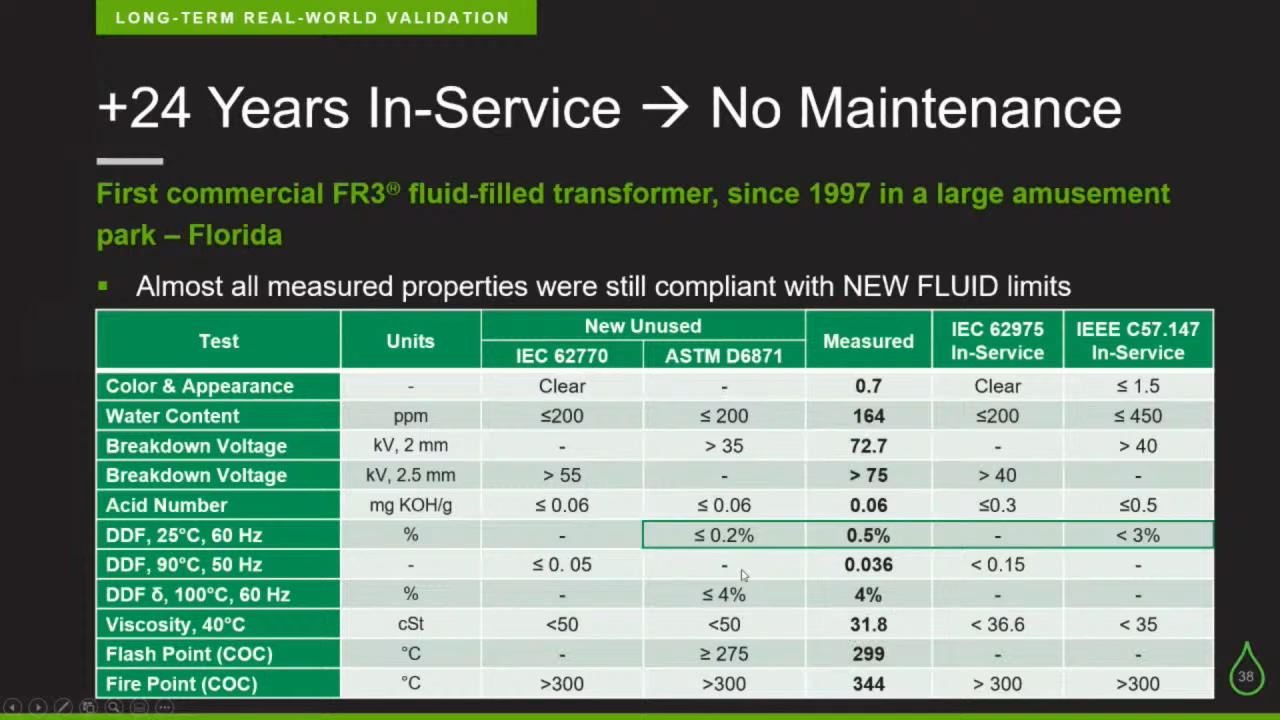 LONG-TERM REAL-WORLD VALIDATION
+24 Years In-Service → No Maintenance
First commercial FR3® fluid-filled transformer, since 1997 in a large amusement
park – Florida
▪ Almost all measured properties were still compliant with NEW FLUID limits
Test Units New Unused Measured IEC 62975 In-Service IEEE C57.147 In-Service
IEC 62770 ASTM D6871
Color & Appearance - Clear - 0.7 Clear ≤ 1.5
Water Content ppm ≤200 ≤ 200 164 ≤200 ≤ 450
Breakdown Voltage kV, 2 mm - > 35 72.7 - > 40
Breakdown Voltage kV, 2.5 mm > 55 - > 75 > 40 -
Acid Number mg KOH/g ≤ 0.06 ≤ 0.06 0.06 ≤0.3 ≤0.5
DDF, 25°C, 60 Hz % - ≤ 0.2% 0.5% - < 3%
DDF, 90°C, 50 Hz - ≤ 0. 05 - 0.036 < 0.15 -
DDF δ, 100°C, 60 Hz % - ≤ 4% 4% - -
Viscosity, 40°C cSt <50 <50 31.8 < 36.6 < 35
Flash Point (COC) °C - ≥ 275 299 - -
Fire Point (COC) °C >300 >300 344 > 300 >300
38